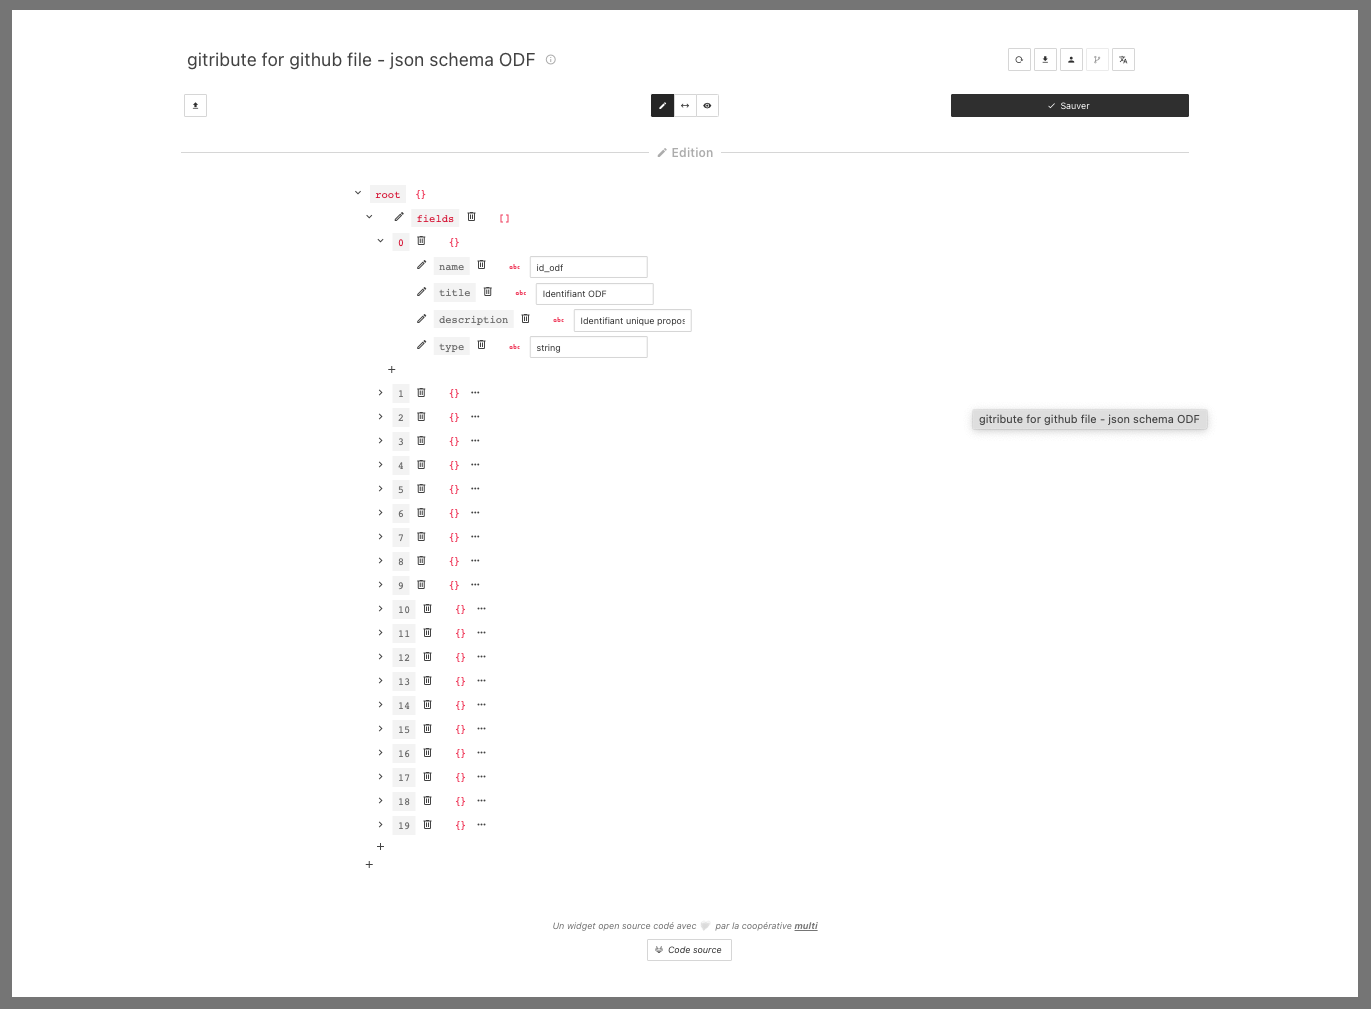 gitribute for github file - json schema ODF
Sauver
Edition
root {}
fields []
0 {}
name abc id_odf
title abc Identifiant ODF
description abc Identifiant unique propos
type abc string
+
1 {} ...
2 {} ...
3 {} ...
gitribute for github file - json schema ODF
4 {} ...
5 {} ...
6 {} ...
7 {} ...
8 {} ...
9 {} ...
10 {} ...
11 {} ...
12 {} ...
13 {} ...
14 {} ...
15 {} ...
16 {} ...
17 {} ...
18 {} ...
19 {} ...
+
+
Un widget open source codé avec 🤍 par la coopérative multi
Code source